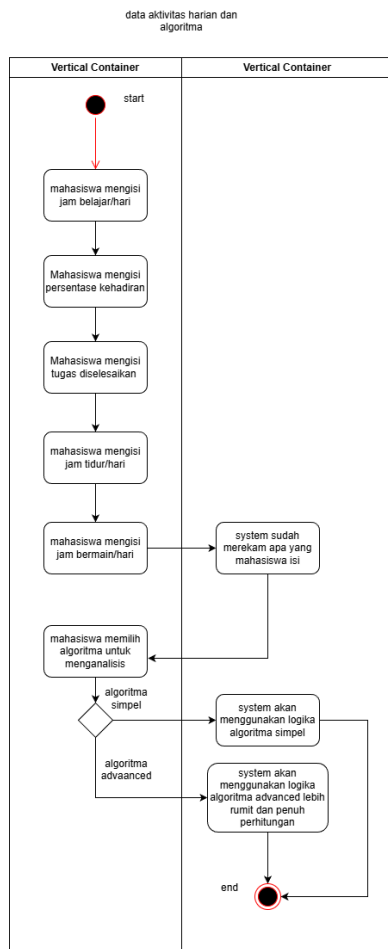 data aktivitas harian dan
algoritma
Vertical Container
Vertical Container
start
mahasiswa mengisi
jam belajar/hari
Mahasiswa mengisi
persentase kehadiran
Mahasiswa mengisi
tugas diselesaikan
mahasiswa mengisi
jam tidur/hari
mahasiswa mengisi
jam bermain/hari
system sudah
merekam apa yang
mahasiswa isi
mahasiswa memilih
algoritma untuk
menganalisis
algoritma
simpel
system akan
menggunakan logika
algoritma simpel
algoritma
advaanced
system akan
menggunakan logika
algoritma advanced lebih
rumit dan penuh
perhitungan
end